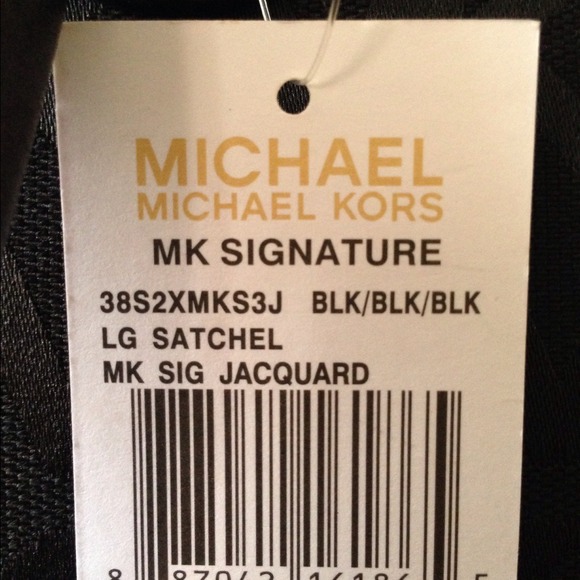 MICHAEL
MICHAEL KORS
MK SIGNATURE
38S2XMKS3J BLK/BLK/BLK
LG SATCHEL
MK SIG JACQUARD